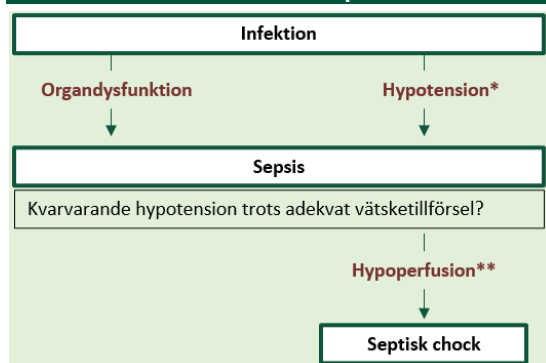 Infektion
Organdysfunktion
Hypotension*
Sepsis
Kvarvarande hypotension trots adekvat vätsketillförsel?
Hypoperfusion**
Septisk chock